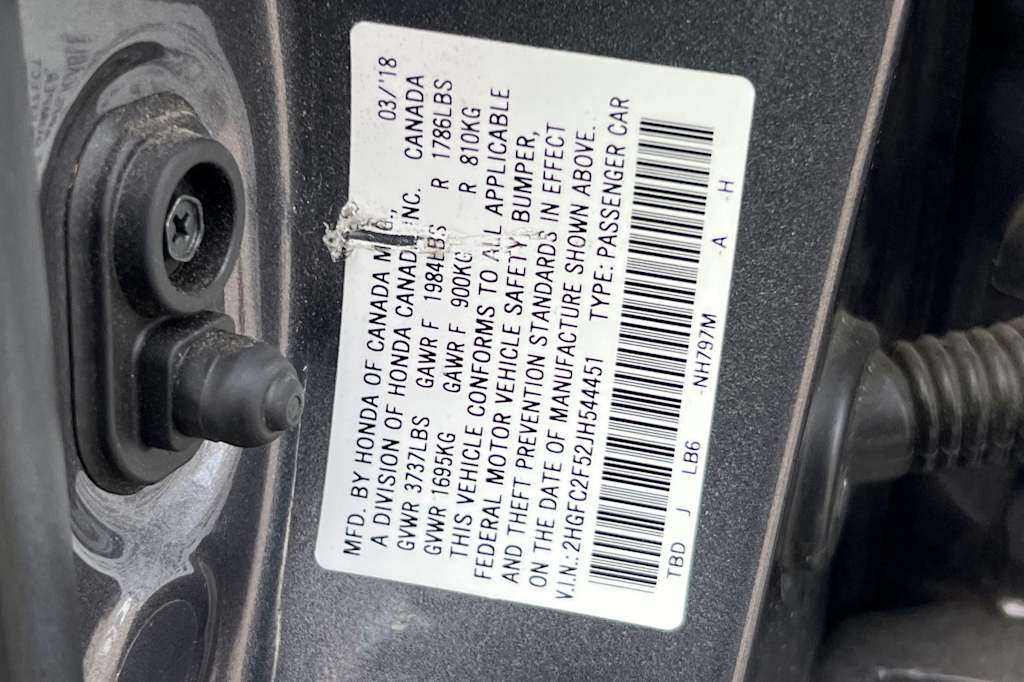 MFD. BY HONDA OF CANADA MFG., 03/'18
A DIVISION OF HONDA CANADA INC. CANADA
GVWR 3737LBS GAWR F 1984LBS R 1786LBS
GVWR 1695KG GAWR F 900KG R 810KG
THIS VEHICLE CONFORMS TO ALL APPLICABLE
FEDERAL MOTOR VEHICLE SAFETY BUMPER,
AND THEFT PREVENTION STANDARDS IN EFFECT
ON THE DATE OF MANUFACTURE SHOWN ABOVE.
V.I.N.:2HGFC2F52JH544451 TYPE:PASSENGER CAR
TBD J LB6 -NH797M A -H